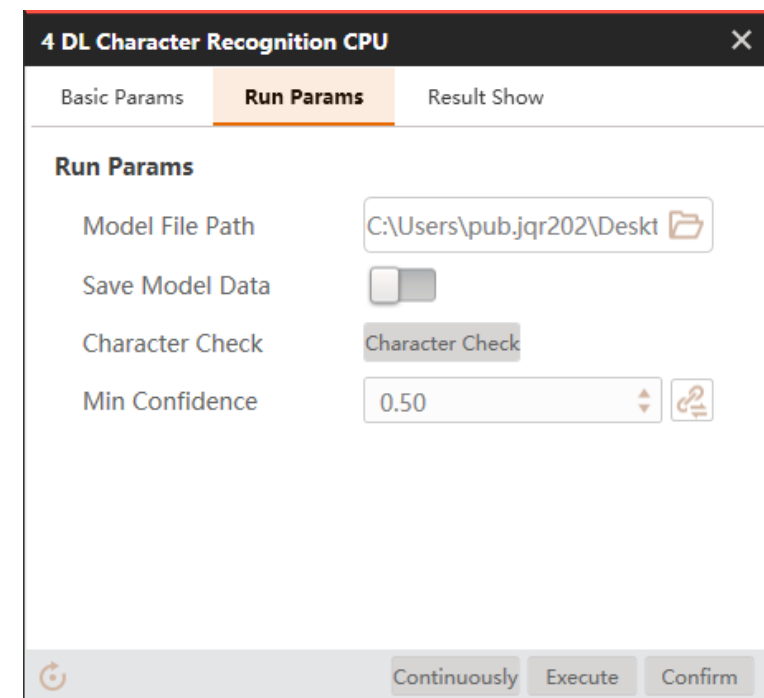 4 DL Character Recognition CPU
Basic Params Run Params Result Show
Run Params
Model File Path C:\Users\pub.jqr202\Deskt
Save Model Data
Character Check Character Check
Min Confidence 0.50
Continuously Execute Confirm